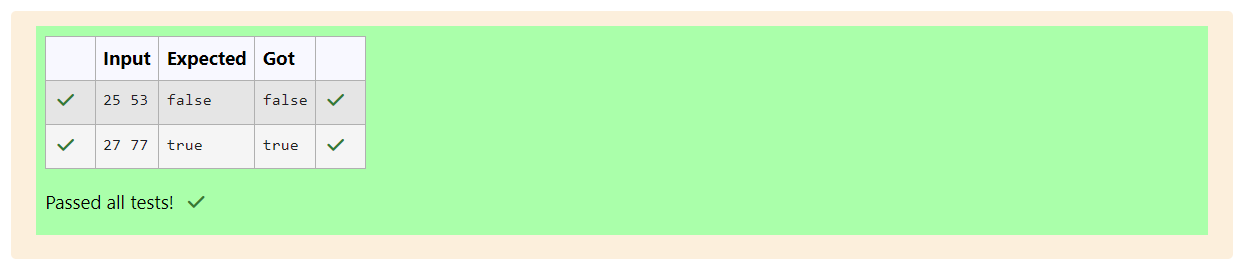 Input Expected Got
25 53 false false
27 77 true true
Passed all tests!